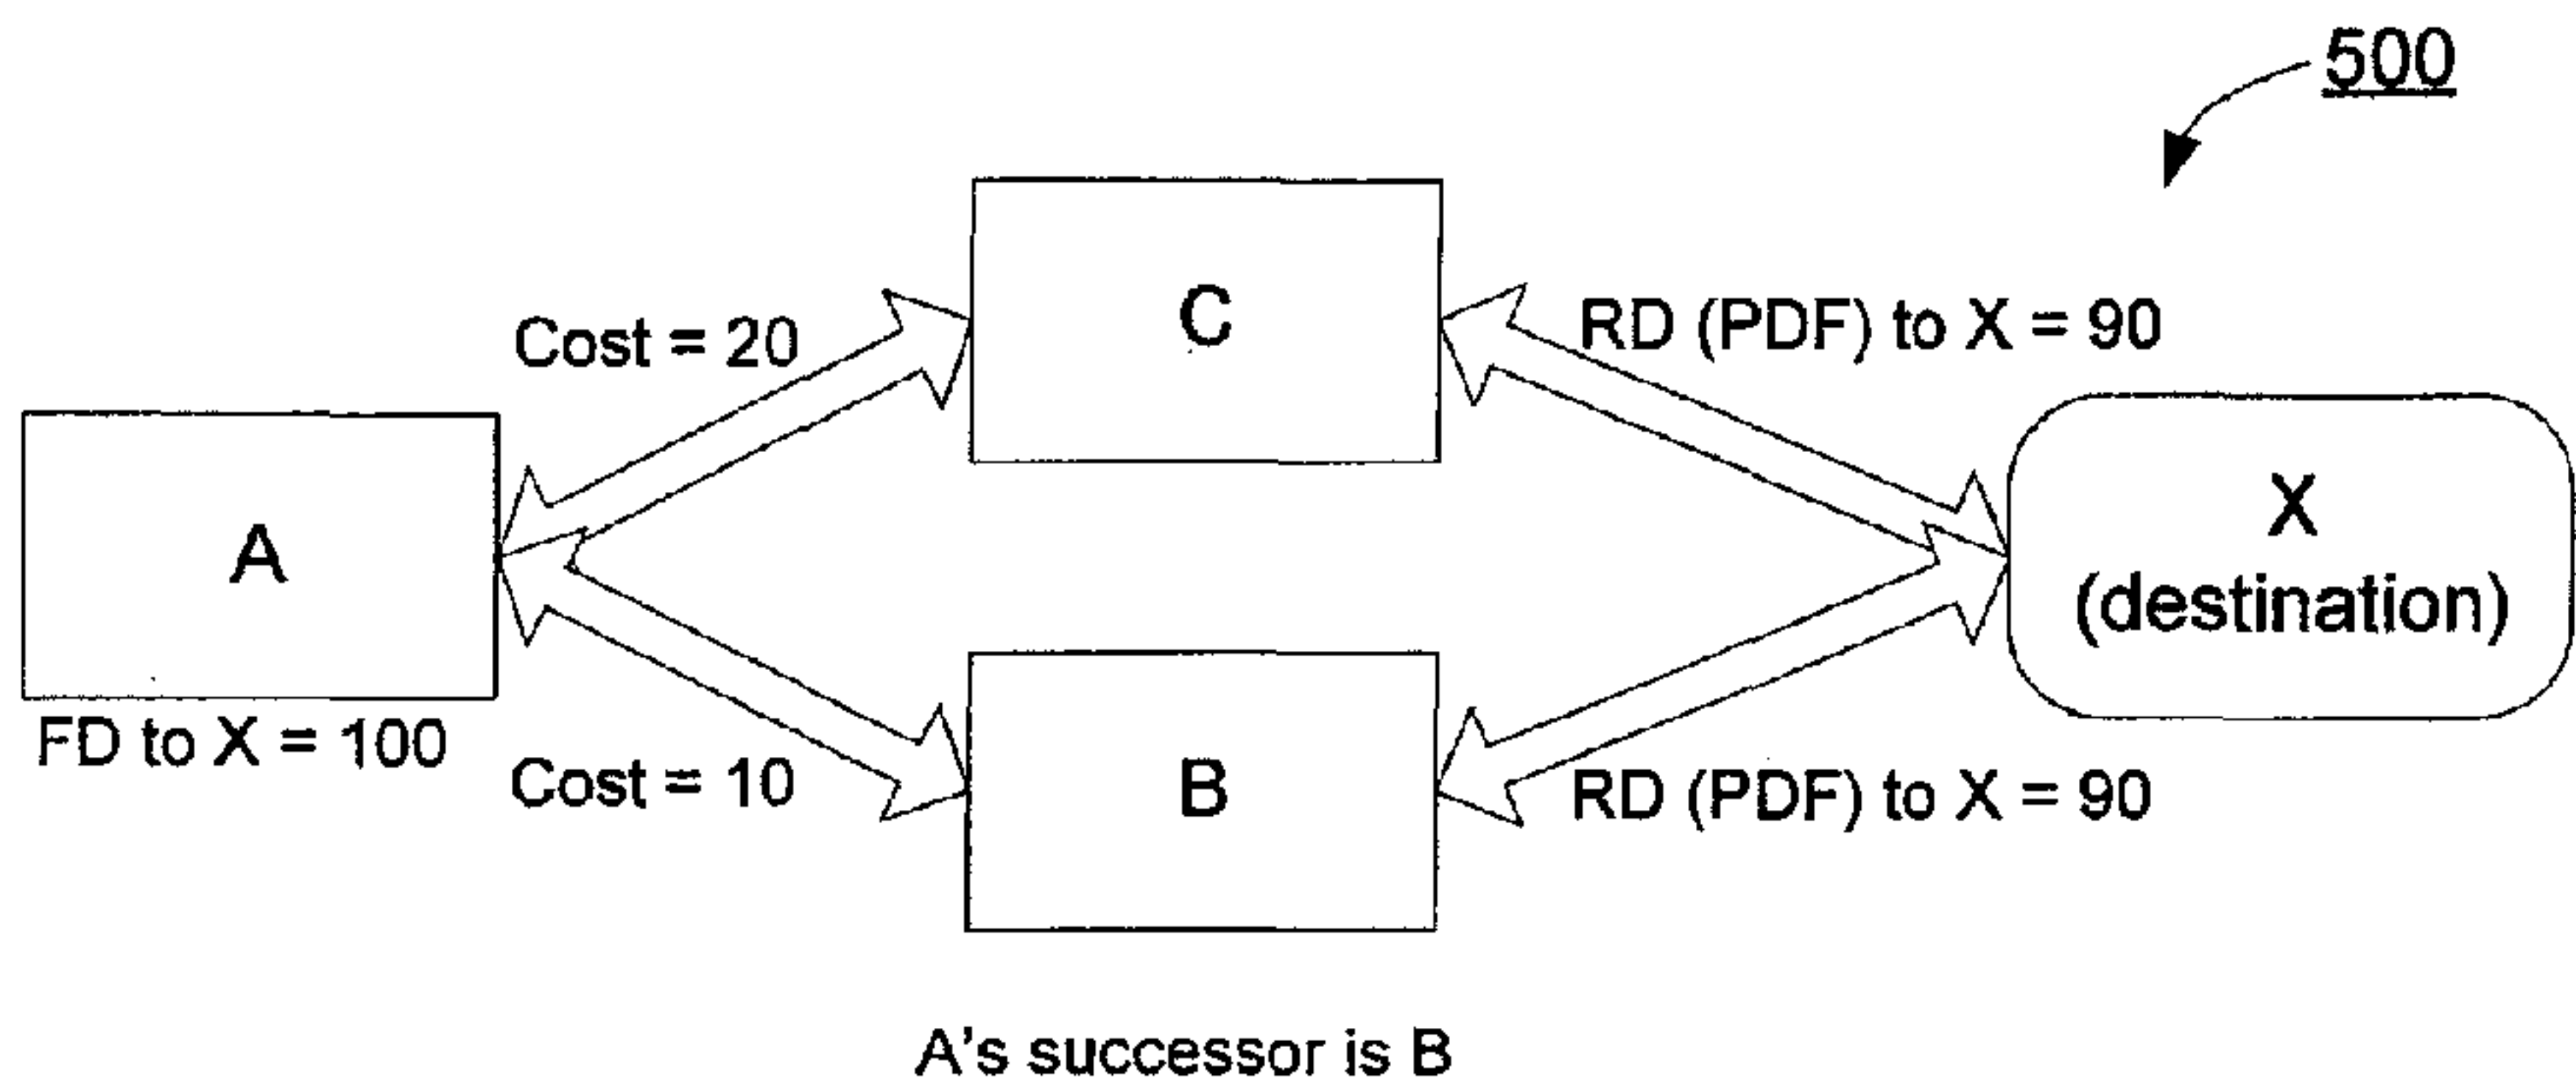 500
C
Cost = 20
RD (PDF) to X = 90
A
X
(destination)
FD to X = 100
Cost = 10
B
RD (PDF) to X = 90
A's successor is B